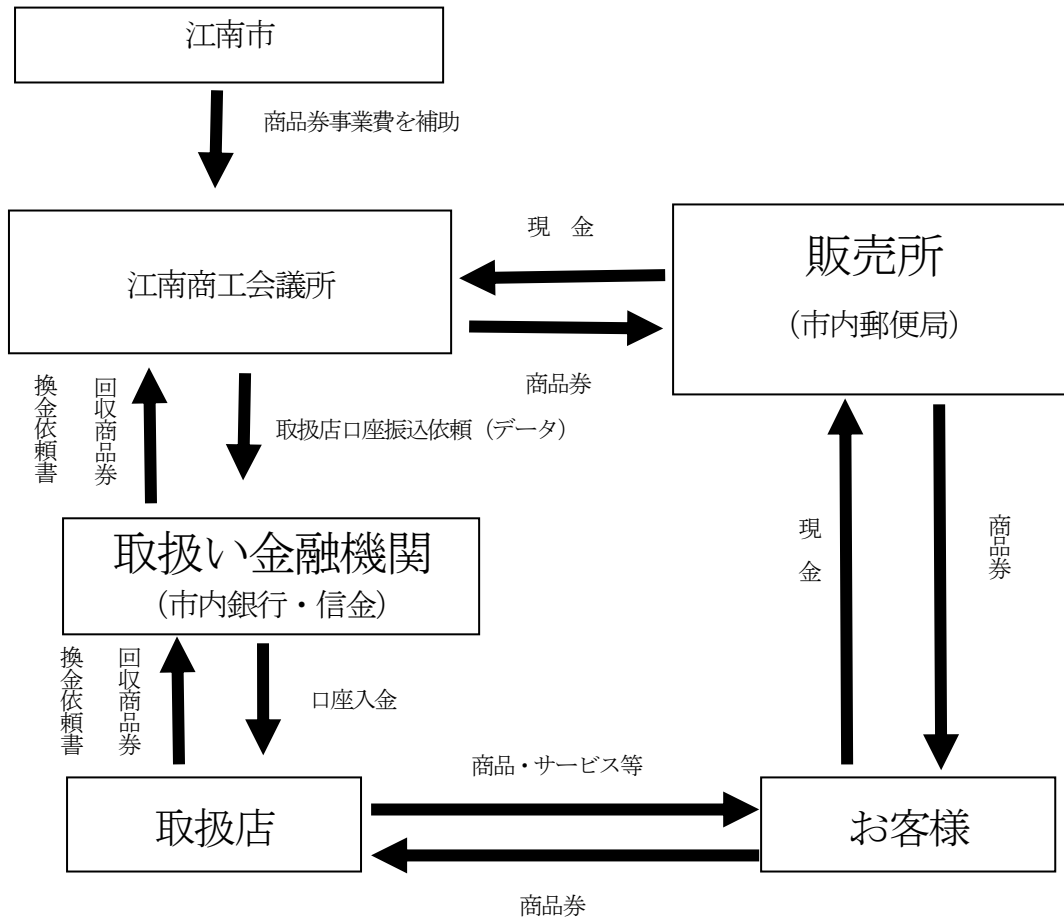 江南市
商品券事業費を補助
現　金
販売所
（市内郵便局）
江南商工会議所
商品券
換金依頼書
回収商品券
取扱店口座振込依頼（データ）
取扱い金融機関
（市内銀行・信金）
現　金
商品券
換金依頼書
回収商品券
口座入金
商品・サービス等
取扱店
お客様
商品券